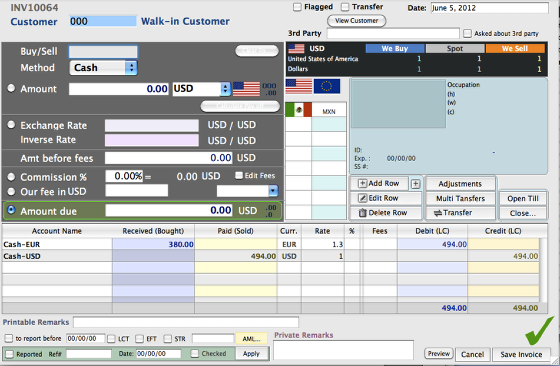 INV10064
Flagged Transfer Date: June 5, 2012
Customer 000 Walk-in Customer
View Customer
3rd Party Asked about 3rd party
Buy/Sell
Method Cash
Amount 0.00 USD 000 .00
Exchange Rate USD / USD
Inverse Rate USD / USD
Amt before fees 0.00 USD
Commission % 0.00% = 0.00 USD Edit Fees
Our fee in USD
Amount due 0.00 USD .00 .0
USD We Buy Spot We Sell
United States of America 1 1 1
Dollars 1 1 1
MXN
Occupation
(h)
(w)
(c)
ID: -
Exp.: 00/00/00
SS #:
Add Row Adjustments
Edit Row Multi Transfers Open Till
Delete Row Transfer Close...
Account Name Received (Bought) Paid (Sold) Curr. Rate % Fees Debit (LC) Credit (LC)
Cash-EUR 380.00 EUR 1.3 494.00
Cash-USD 494.00 USD 1 494.00
494.00 494.00
Printable Remarks
to report before 00/00/00 LCT EFT STR AML... Private Remarks
Reported Ref# Date: 00/00/00 Checked Apply
Preview Cancel Save Invoice